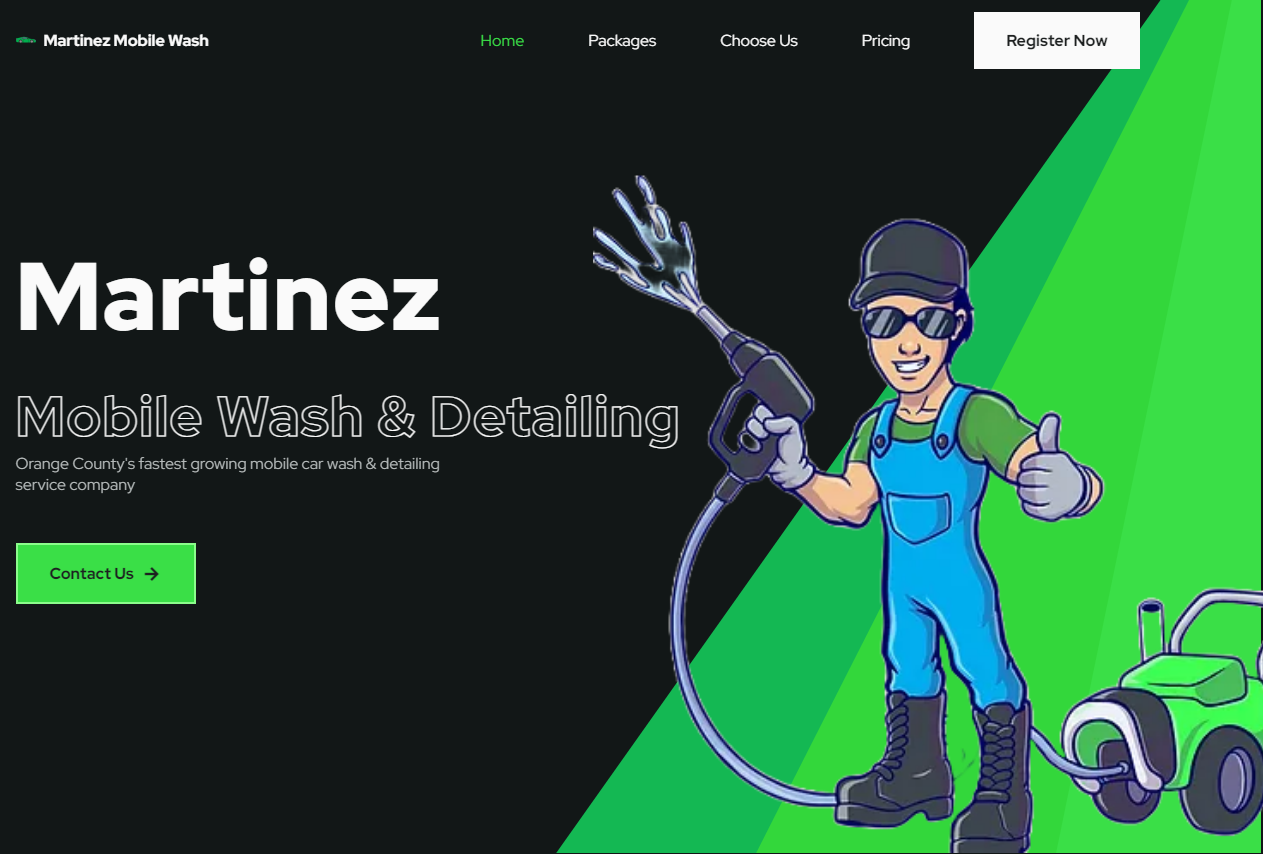 Martinez Mobile Wash
Home
Packages
Choose Us
Pricing
Register Now
Martinez
Mobile Wash & Detailing
Orange County's fastest growing mobile car wash & detailing
service company
Contact Us